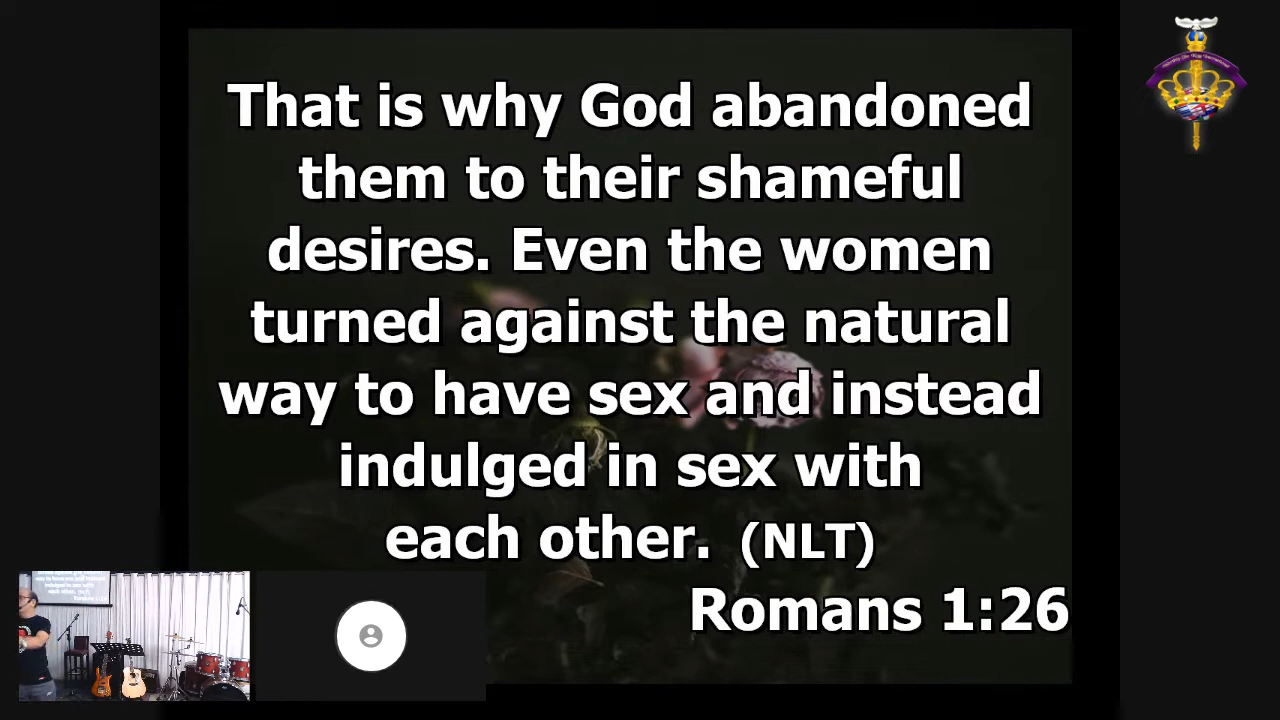 That is why God abandoned
them to their shameful
desires. Even the women
turned against the natural
way to have sex and instead
indulged in sex with
each other. (NLT)
Romans 1:26